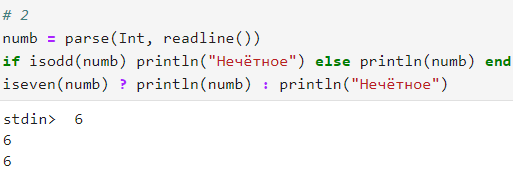 # 2
numb = parse(Int, readline())
if isodd(numb) println("Нечётное") else println(numb) end
iseven(numb) ? println(numb) : println("Нечётное")
stdin>  6
6
6